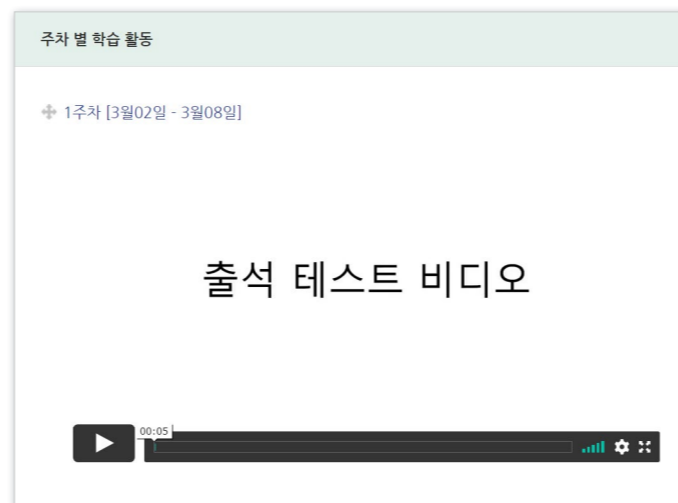 주차 별 학습 활동
1주차 [3월02일 - 3월08일]
출석 테스트 비디오
00:05